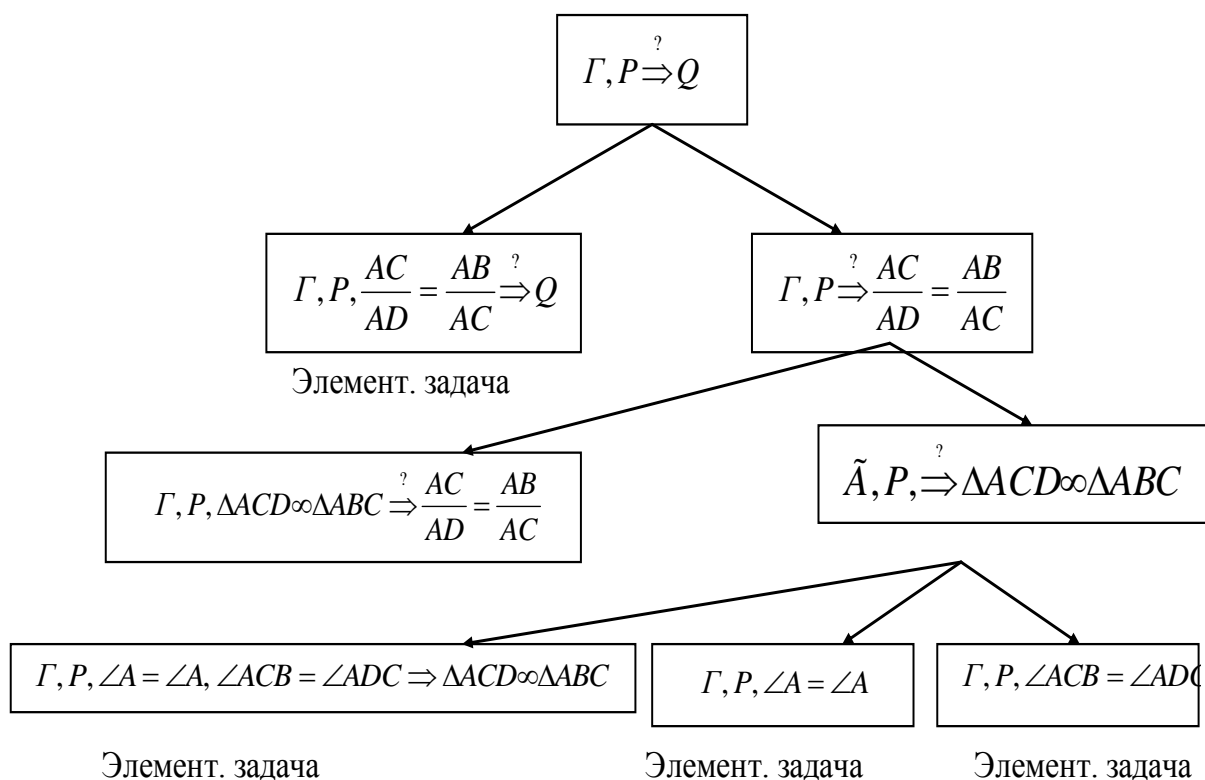 Γ, P ?⇒ Q
Γ, P, AC/AD = AB/AC ?⇒ Q
Γ, P ?⇒ AC/AD = AB/AC
Элемент. задача
Γ, P, ΔACD∞ΔABC ?⇒ AC/AD = AB/AC
Ã, P, ?⇒ ΔACD∞ΔABC
Γ, P, ∠A = ∠A, ∠ACB = ∠ADC ⇒ ΔACD∞ΔABC
Γ, P, ∠A = ∠A
Γ, P, ∠ACB = ∠ADC
Элемент. задача
Элемент. задача
Элемент. задача